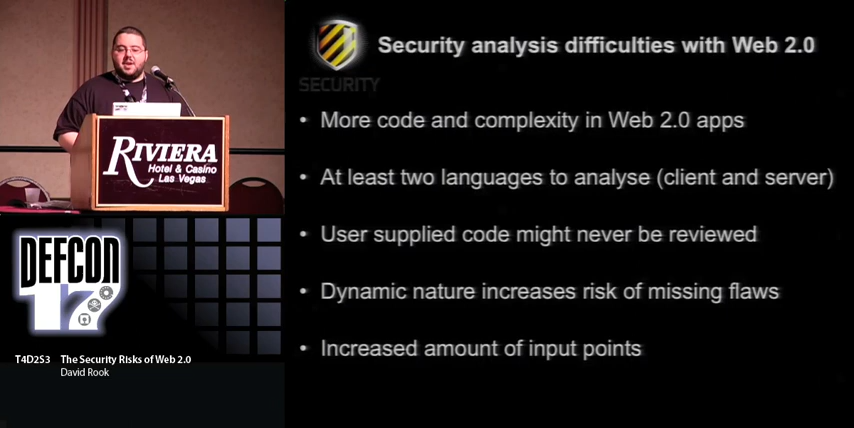 RIVIERA
Hotel & Casino
Las Vegas
DEFCON
17
T4D2S3 The Security Risks of Web 2.0
David Rook
Security analysis difficulties with Web 2.0
SECURITY
• More code and complexity in Web 2.0 apps
• At least two languages to analyse (client and server)
• User supplied code might never be reviewed
• Dynamic nature increases risk of missing flaws
• Increased amount of input points